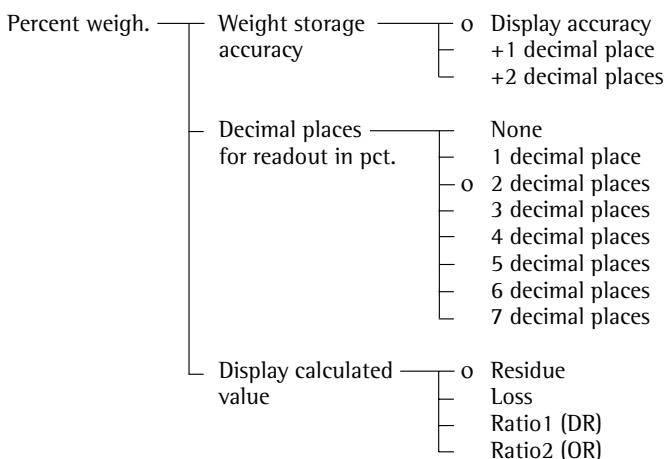 Percent weigh. Weight storage o Display accuracy
accuracy +1 decimal place
+2 decimal places
Decimal places None
for readout in pct. 1 decimal place
o 2 decimal places
3 decimal places
4 decimal places
5 decimal places
6 decimal places
7 decimal places
Display calculated o Residue
value Loss
Ratio1 (DR)
Ratio2 (OR)